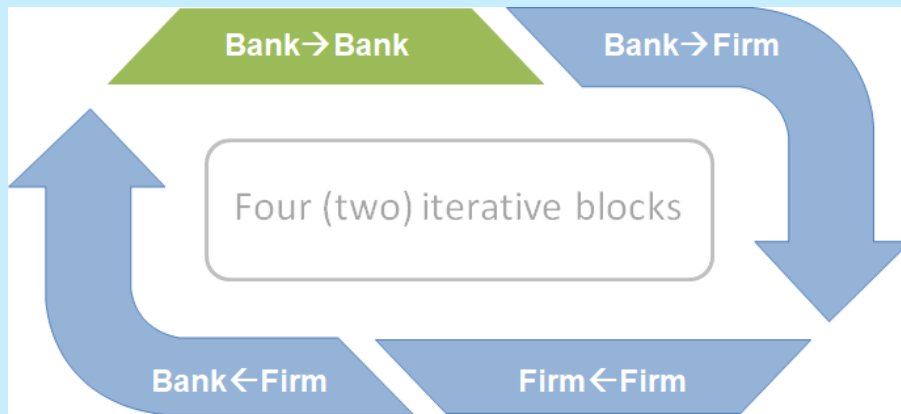 Bank→Bank
Bank→Firm
Four (two) iterative blocks
Bank←Firm
Firm←Firm